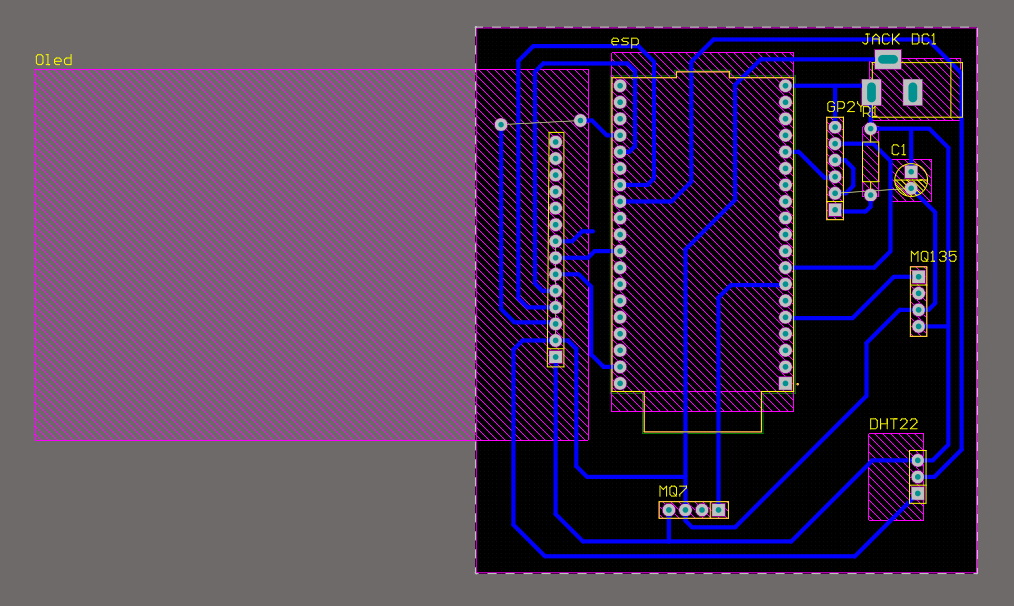 JACK DC1
esp
Oled
GP2Y
R1
C1
MQ135
DHT22
MQ7